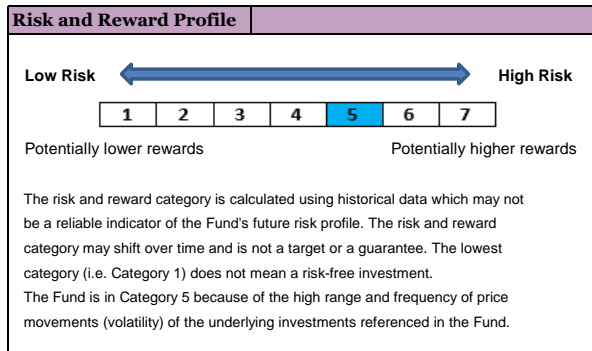 Risk and Reward Profile
Low Risk High Risk
1 2 3 4 5 6 7
Potentially lower rewards Potentially higher rewards
The risk and reward category is calculated using historical data which may not
be a reliable indicator of the Fund's future risk profile. The risk and reward
category may shift over time and is not a target or a guarantee. The lowest
category (i.e. Category 1) does not mean a risk-free investment.
The Fund is in Category 5 because of the high range and frequency of price
movements (volatility) of the underlying investments referenced in the Fund.